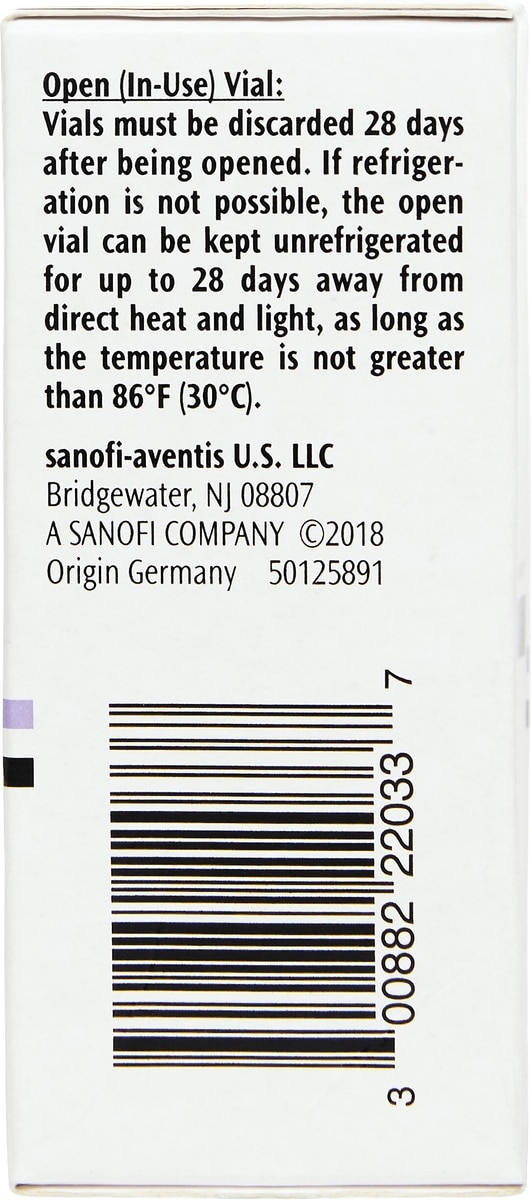 Open (In-Use) Vial:
Vials must be discarded 28 days
after being opened. If refriger-
ation is not possible, the open
vial can be kept unrefrigerated
for up to 28 days away from
direct heat and light, as long as
the temperature is not greater
than 86°F (30°C).
sanofi-aventis U.S. LLC
Bridgewater, NJ 08807
A SANOFI COMPANY ©2018
Origin Germany 50125891
3 00882 22033 7